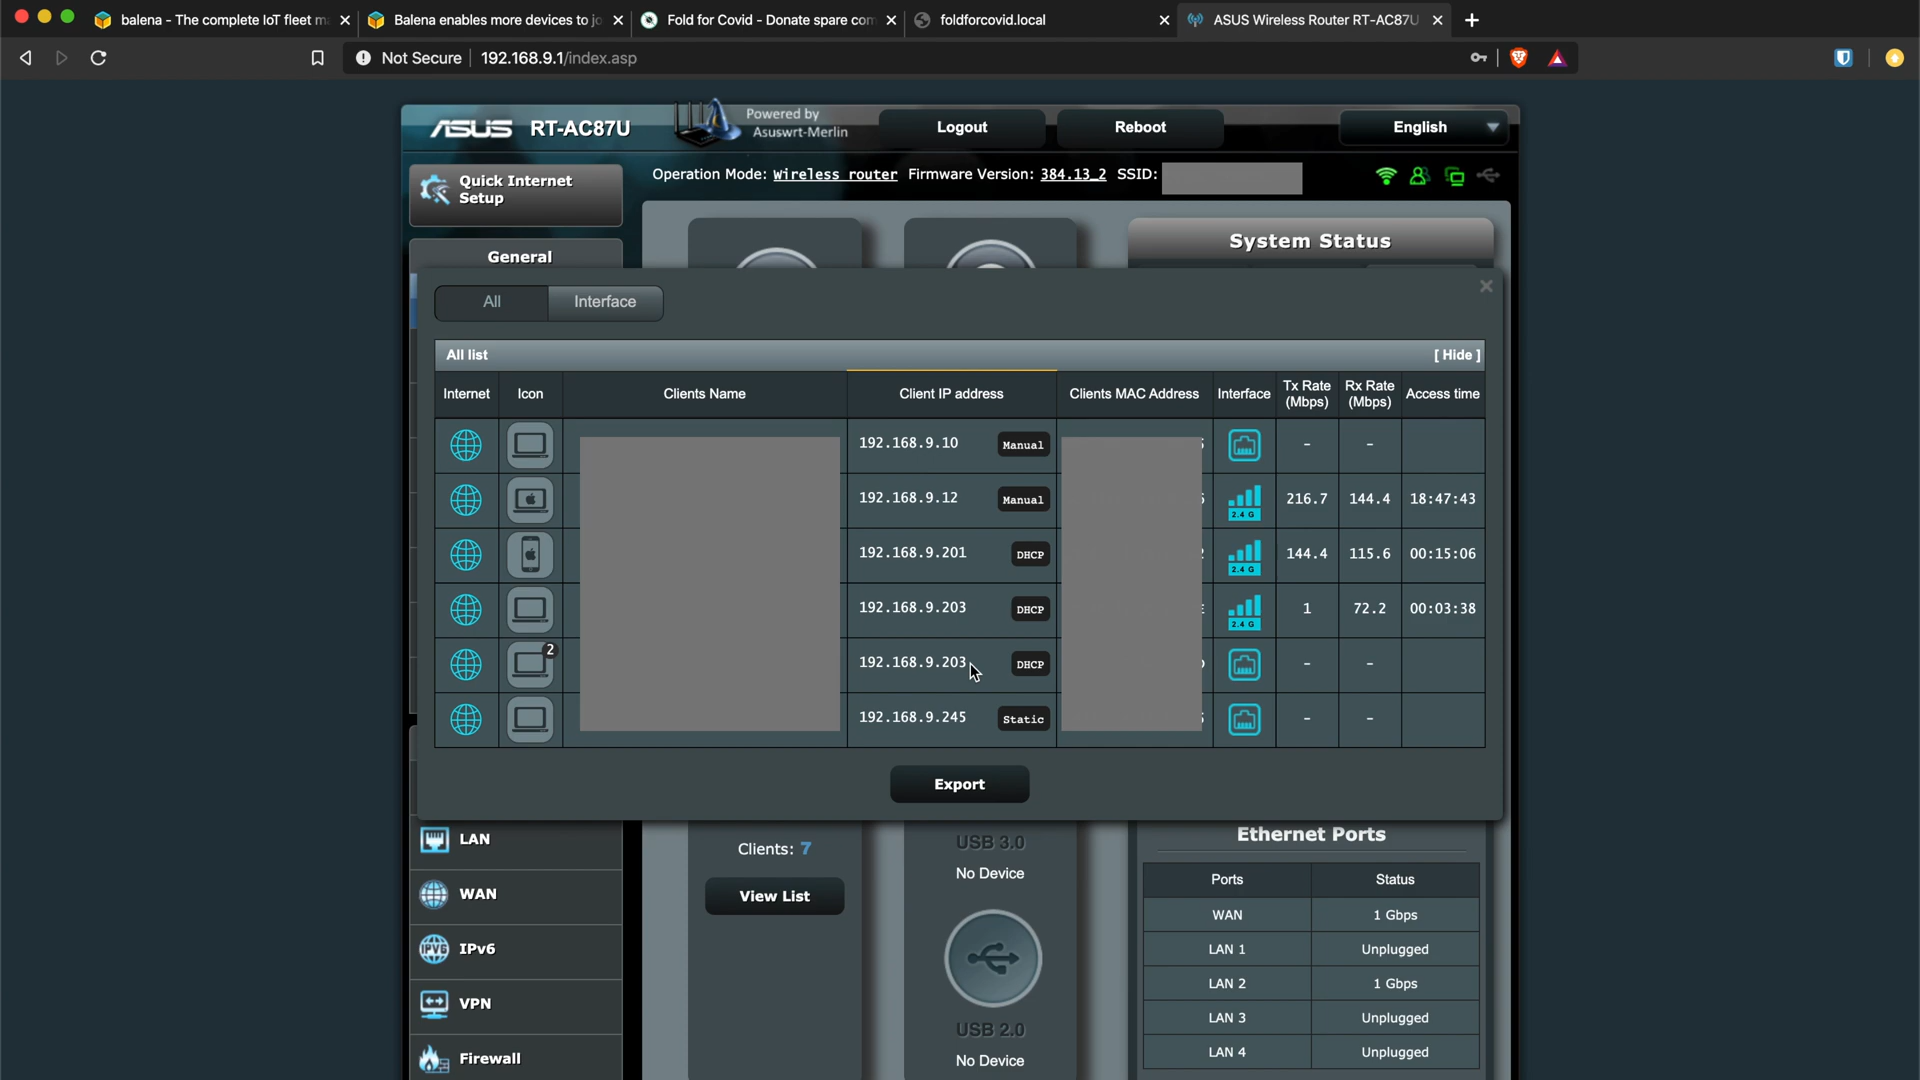 balena - The complete IoT fleet ma
Balena enables more devices to jo
Fold for Covid - Donate spare com
foldforcovid.local
ASUS Wireless Router RT-AC87U
Not Secure
192.168.9.1/index.asp
ASUS RT-AC87U
Powered by
Asuswrt-Merlin
Logout
Reboot
English
Quick Internet
Setup
Operation Mode: Wireless router Firmware Version: 384.13_2 SSID:
General
System Status
All
Interface
All list
[ Hide ]
Internet Icon Clients Name Client IP address Clients MAC Address Interface Tx Rate (Mbps) Rx Rate (Mbps) Access time
192.168.9.10 Manual - -
192.168.9.12 Manual 2.4 G 216.7 144.4 18:47:43
192.168.9.201 DHCP 2.4 G 144.4 115.6 00:15:06
192.168.9.203 DHCP 2.4 G 1 72.2 00:03:38
2 192.168.9.203 DHCP - -
192.168.9.245 Static - -
Export
LAN
WAN
IPv6
VPN
Firewall
Clients: 7
View List
USB 3.0
No Device
USB 2.0
No Device
Ethernet Ports
Ports Status
WAN 1 Gbps
LAN 1 Unplugged
LAN 2 1 Gbps
LAN 3 Unplugged
LAN 4 Unplugged